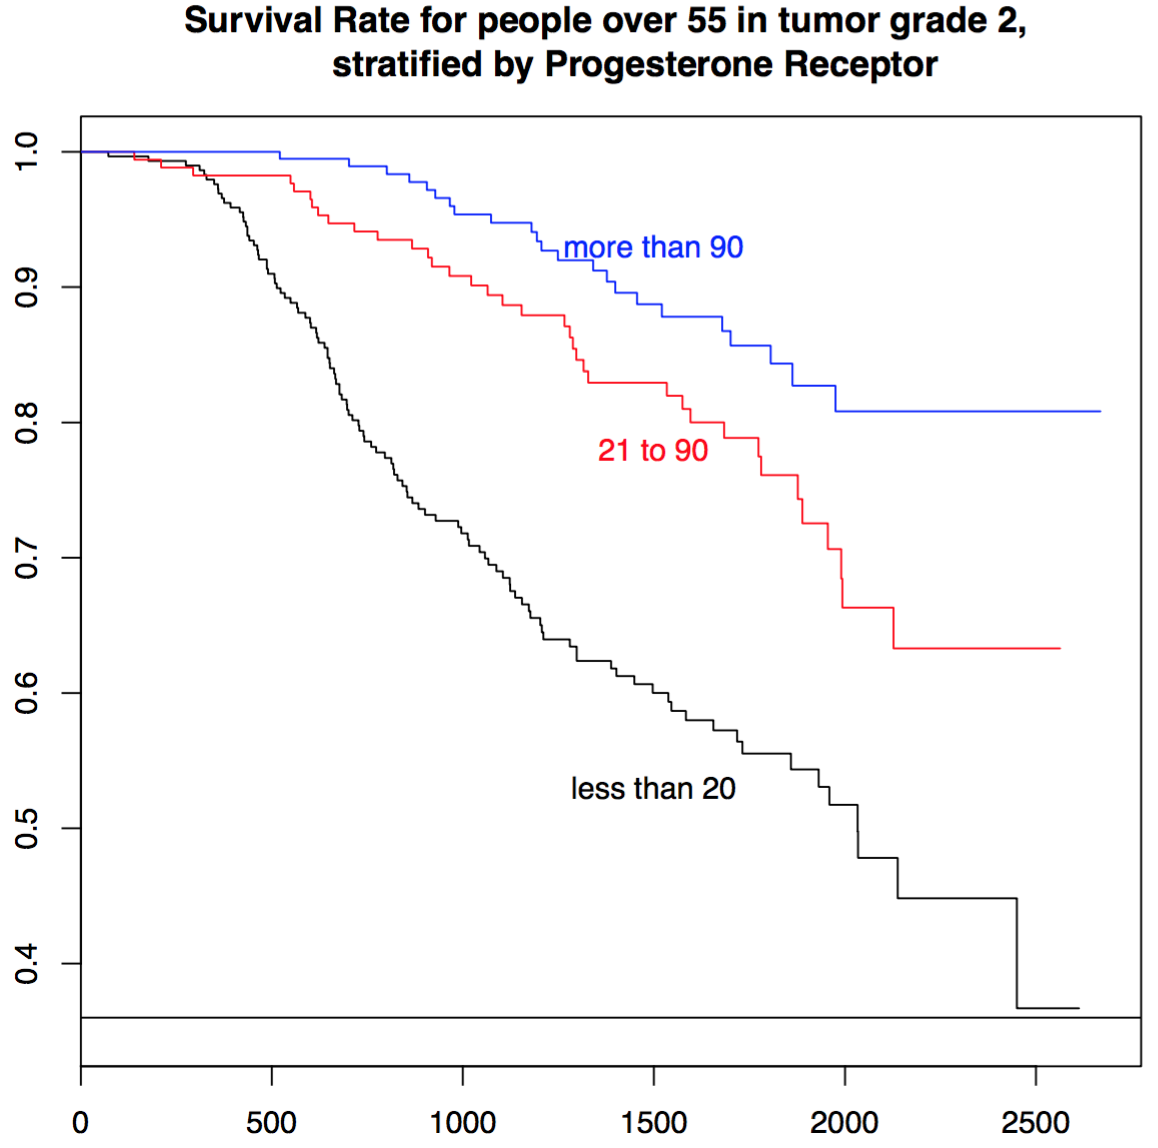 Survival Rate for people over 55 in tumor grade 2,
stratified by Progesterone Receptor
1.0
0.9
0.8
0.7
0.6
0.5
0.4
more than 90
21 to 90
less than 20
0 500 1000 1500 2000 2500